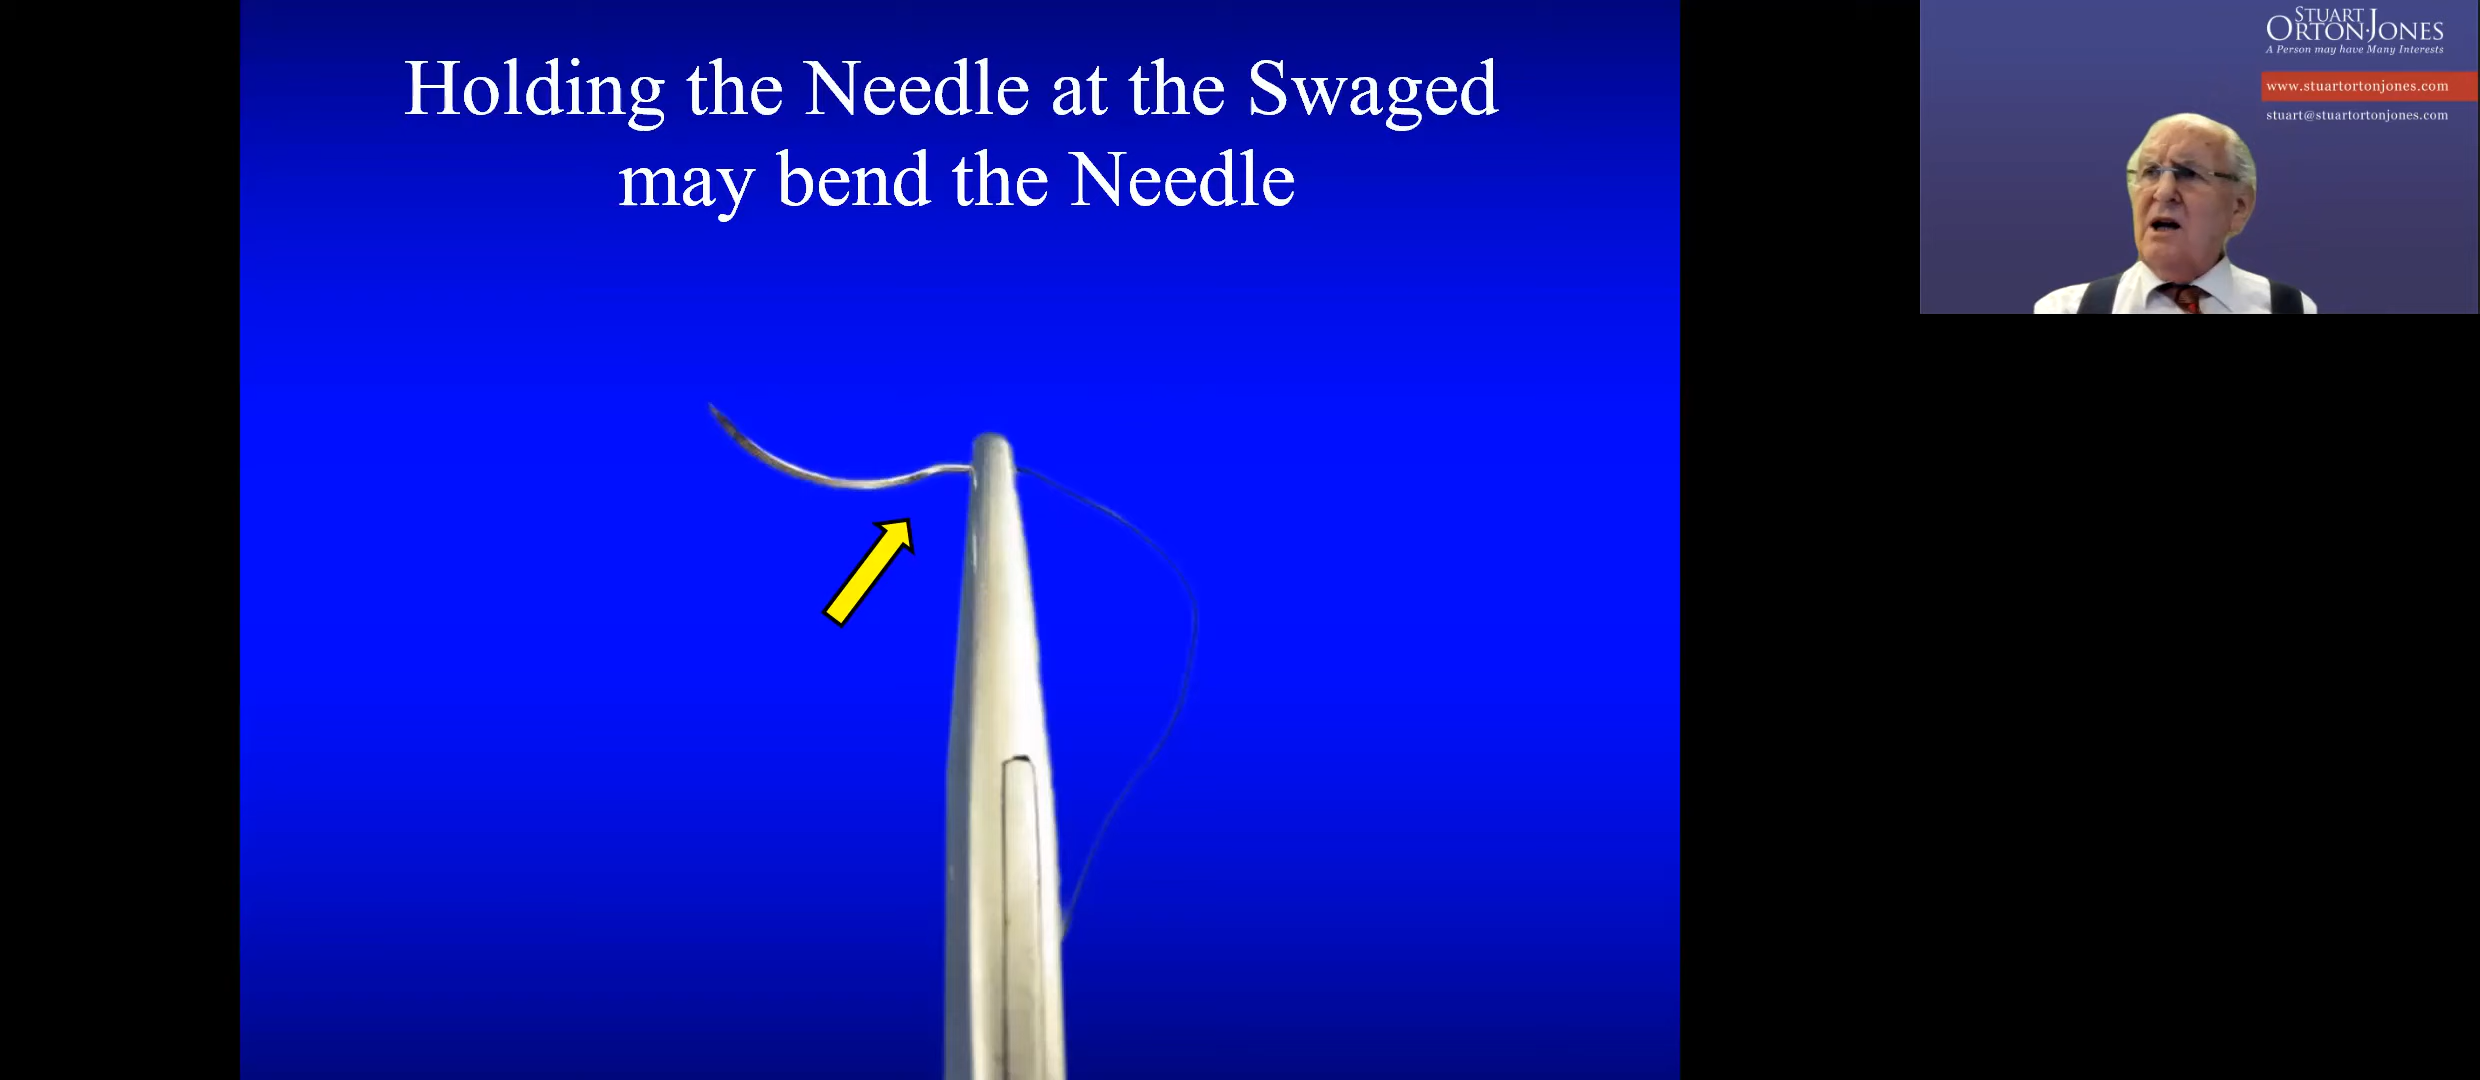 Holding the Needle at the Swaged
may bend the Needle
STUART
ORTON-JONES
A Person may have Many Interests
www.stuartortonjones.com
stuart@stuartortonjones.com